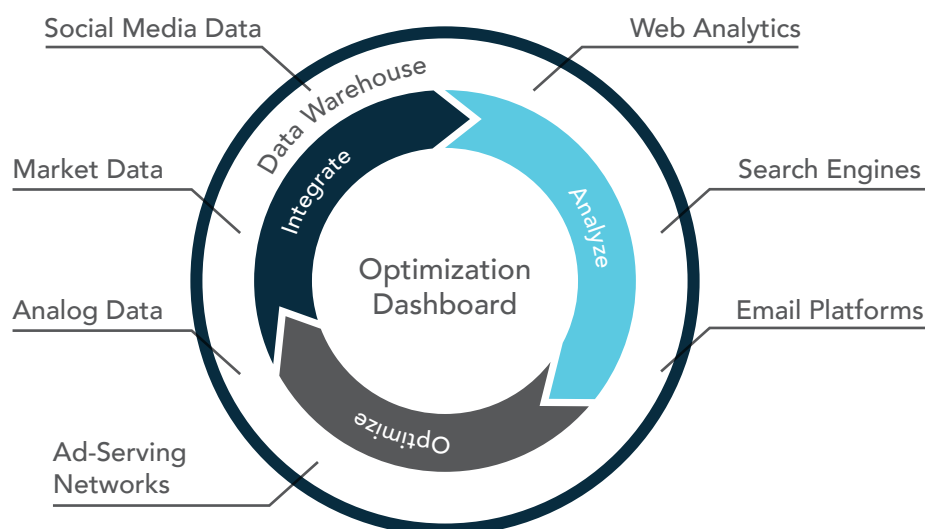 Social Media Data
Web Analytics
Data Warehouse
Market Data
Integrate
Search Engines
Analyze
Optimization
Dashboard
Analog Data
Email Platforms
Optimize
Ad-Serving
Networks